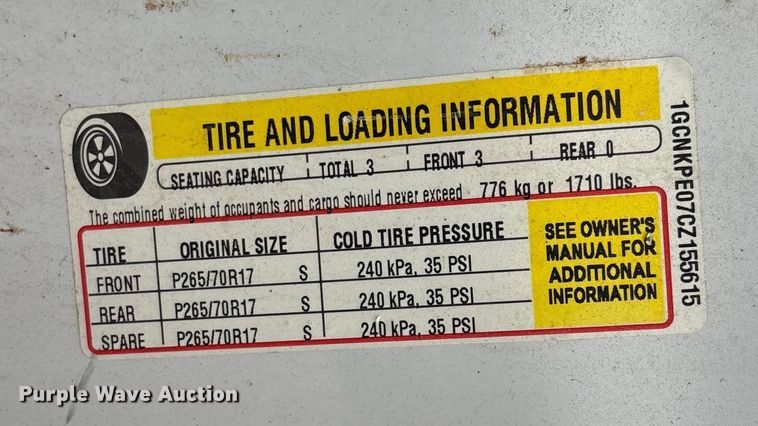 TIRE AND LOADING INFORMATION
SEATING CAPACITY TOTAL 3 FRONT 3 REAR 0
The combined weight of occupants and cargo should never exceed 776 kg or 1710 lbs.
TIRE ORIGINAL SIZE COLD TIRE PRESSURE
FRONT P265/70R17 S 240 kPa, 35 PSI
REAR P265/70R17 S 240 kPa, 35 PSI
SPARE P265/70R17 S 240 kPa, 35 PSI
SEE OWNER'S
MANUAL FOR
ADDITIONAL
INFORMATION
1GCNKPE07CZ155615
Purple Wave Auction